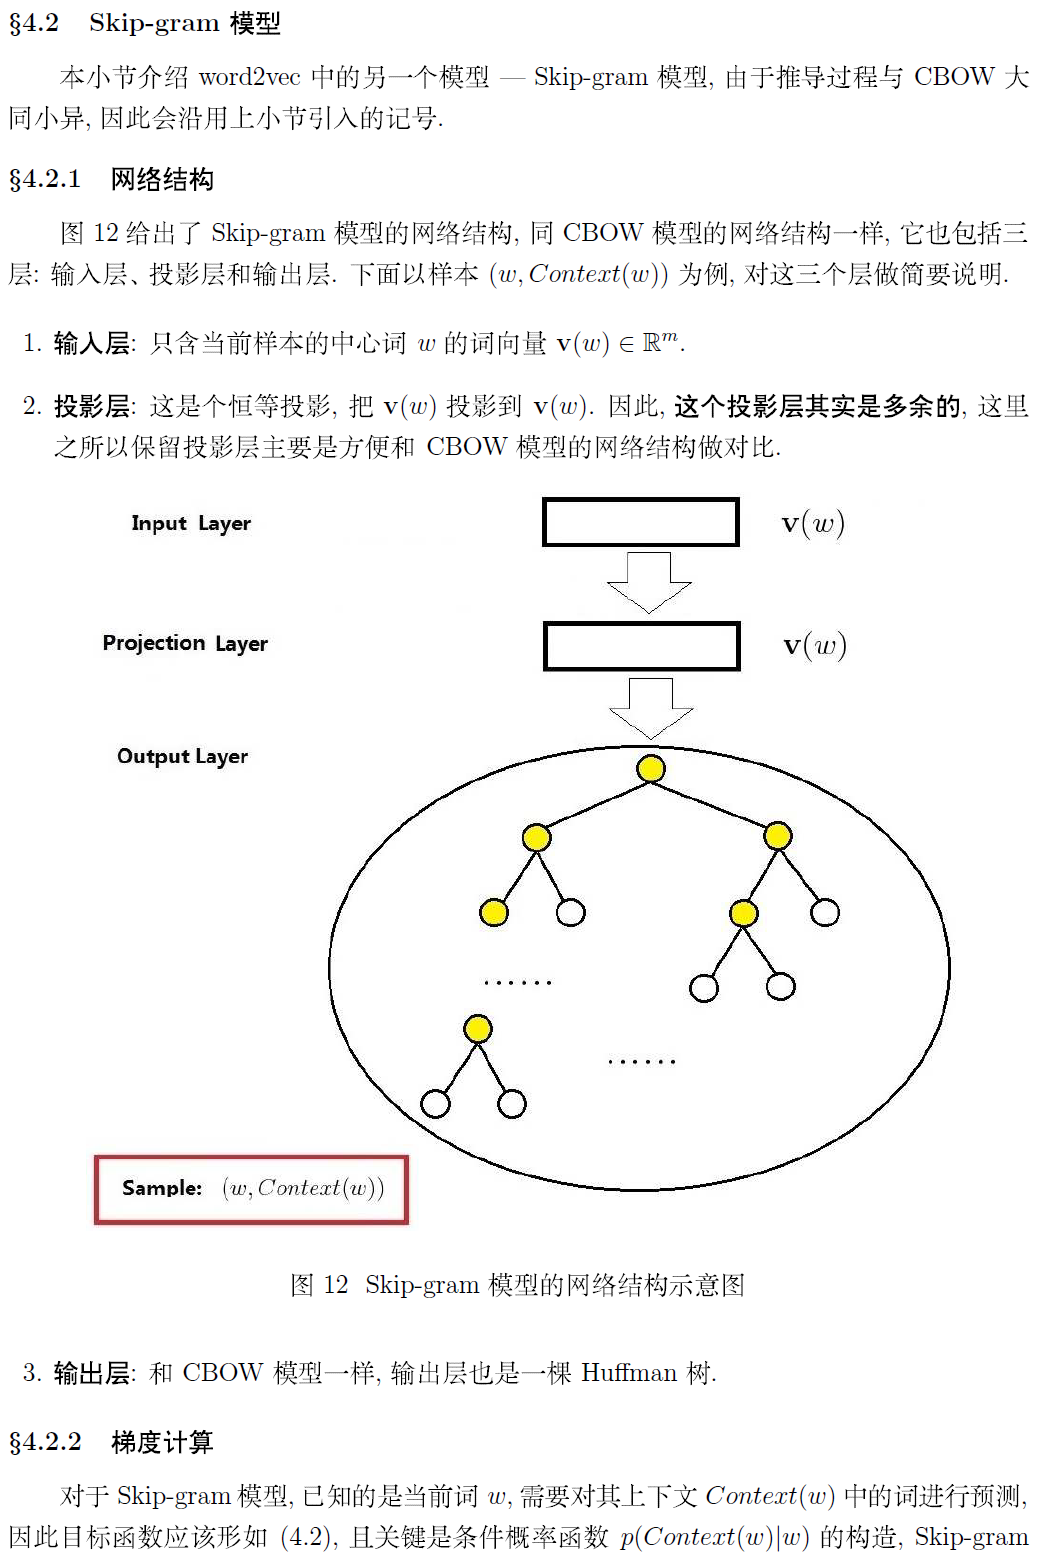 §4.2 Skip-gram 模型
本小节介绍 word2vec 中的另一个模型 — Skip-gram 模型, 由于推导过程与 CBOW 大
同小异, 因此会沿用上小节引入的记号.
§4.2.1 网络结构
图 12 给出了 Skip-gram 模型的网络结构, 同 CBOW 模型的网络结构一样, 它也包括三
层: 输入层、投影层和输出层. 下面以样本 (w, Context(w)) 为例, 对这三个层做简要说明.
1. 输入层: 只含当前样本的中心词 w 的词向量 v(w) ∈ ℝᵐ.
2. 投影层: 这是个恒等投影, 把 v(w) 投影到 v(w). 因此, 这个投影层其实是多余的, 这里
之所以保留投影层主要是方便和 CBOW 模型的网络结构做对比.
Input Layer v(w)
Projection Layer v(w)
Output Layer
......
......
Sample: (w, Context(w))
图 12 Skip-gram 模型的网络结构示意图
3. 输出层: 和 CBOW 模型一样, 输出层也是一棵 Huffman 树.
§4.2.2 梯度计算
对于 Skip-gram 模型, 已知的是当前词 w, 需要对其上下文 Context(w) 中的词进行预测,
因此目标函数应该形如 (4.2), 且关键是条件概率函数 p(Context(w)|w) 的构造, Skip-gram